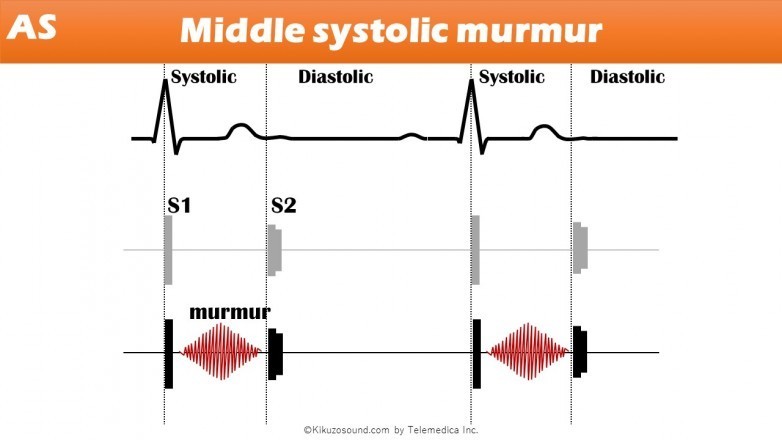 AS
Middle systolic murmur
Systolic Diastolic Systolic Diastolic
S1 S2
murmur
©Kikuzosound.com by Telemedica Inc.